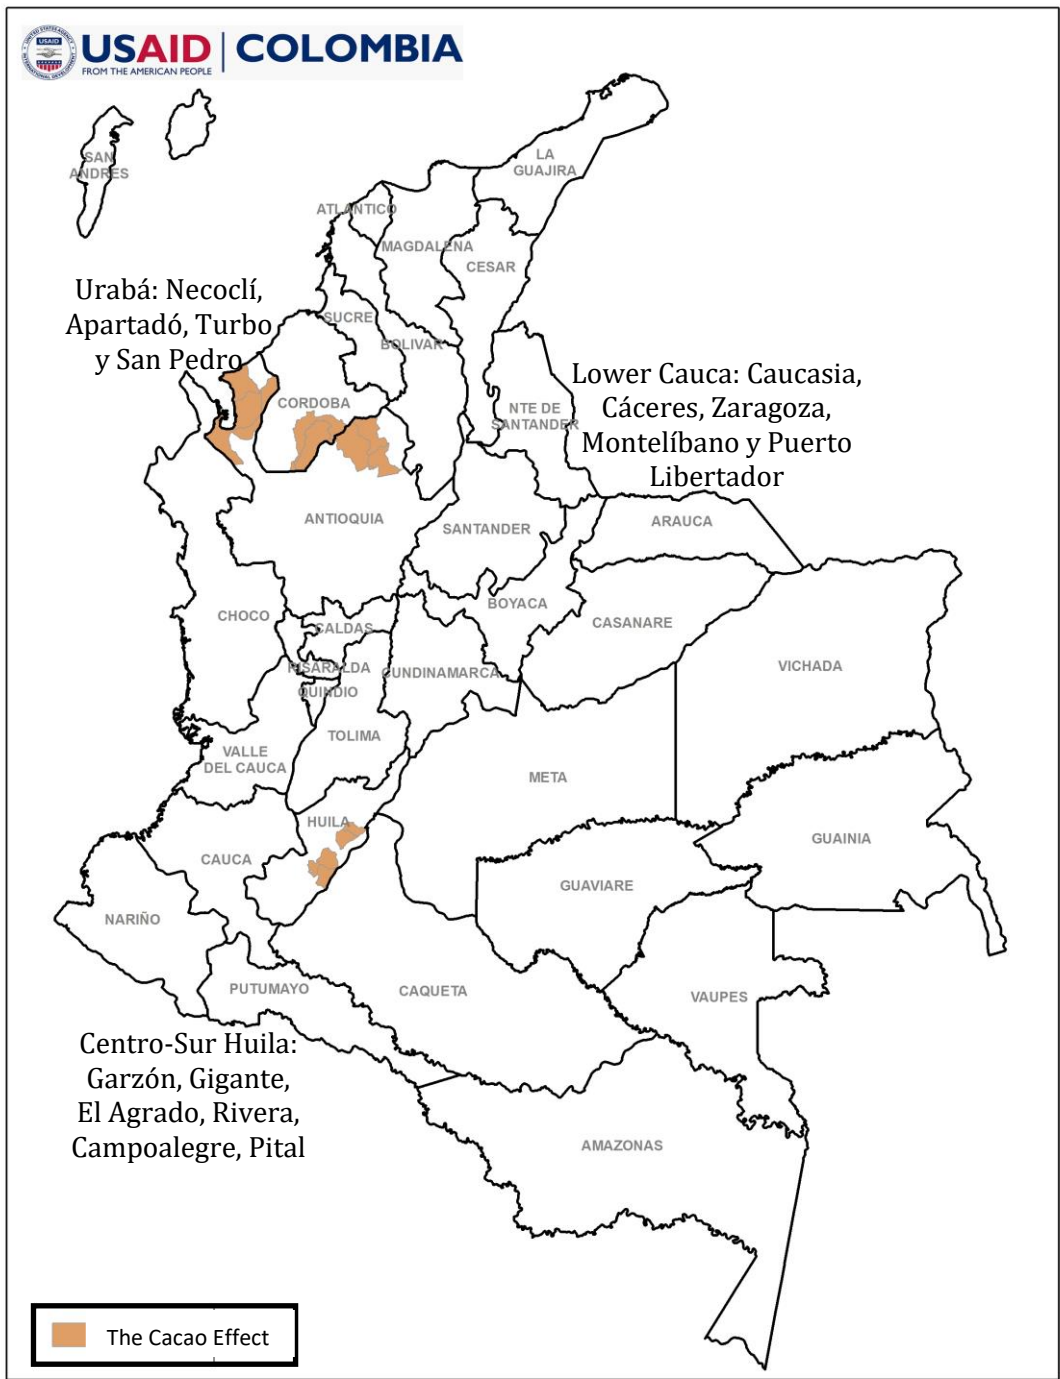 USAID | COLOMBIA
FROM THE AMERICAN PEOPLE
SAN
ANDRES
LA
GUAJIRA
ATLANTICO
MAGDALENA
CESAR
Urabá: Necoclí,
Apartadó, Turbo
y San Pedro
SUCRE
BOLIVAR
Lower Cauca: Caucasia,
Cáceres, Zaragoza,
Montelíbano y Puerto
Libertador
CORDOBA
NTE DE
SANTANDER
ANTIOQUIA
SANTANDER
ARAUCA
CHOCO
BOYACA
CASANARE
CALDAS
VICHADA
RISARALDA
CUNDINAMARCA
QUINDIO
TOLIMA
VALLE
DEL CAUCA
META
HUILA
GUAINIA
CAUCA
GUAVIARE
NARIÑO
PUTUMAYO
CAQUETA
VAUPES
Centro-Sur Huila:
Garzón, Gigante,
El Agrado, Rivera,
Campoalegre, Pital
AMAZONAS
The Cacao Effect